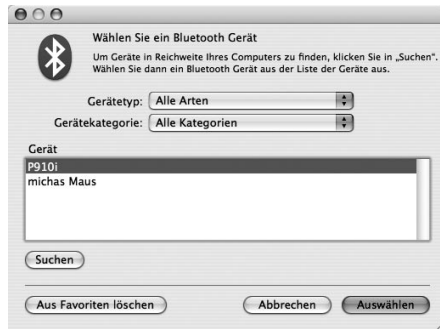 Wählen Sie ein Bluetooth Gerät
Um Geräte in Reichweite Ihres Computers zu finden, klicken Sie in „Suchen“.
Wählen Sie dann ein Bluetooth Gerät aus der Liste der Geräte aus.
Gerätetyp: Alle Arten
Gerätekategorie: Alle Kategorien
Gerät
P910i
michas Maus
Suchen
Aus Favoriten löschen Abbrechen Auswählen